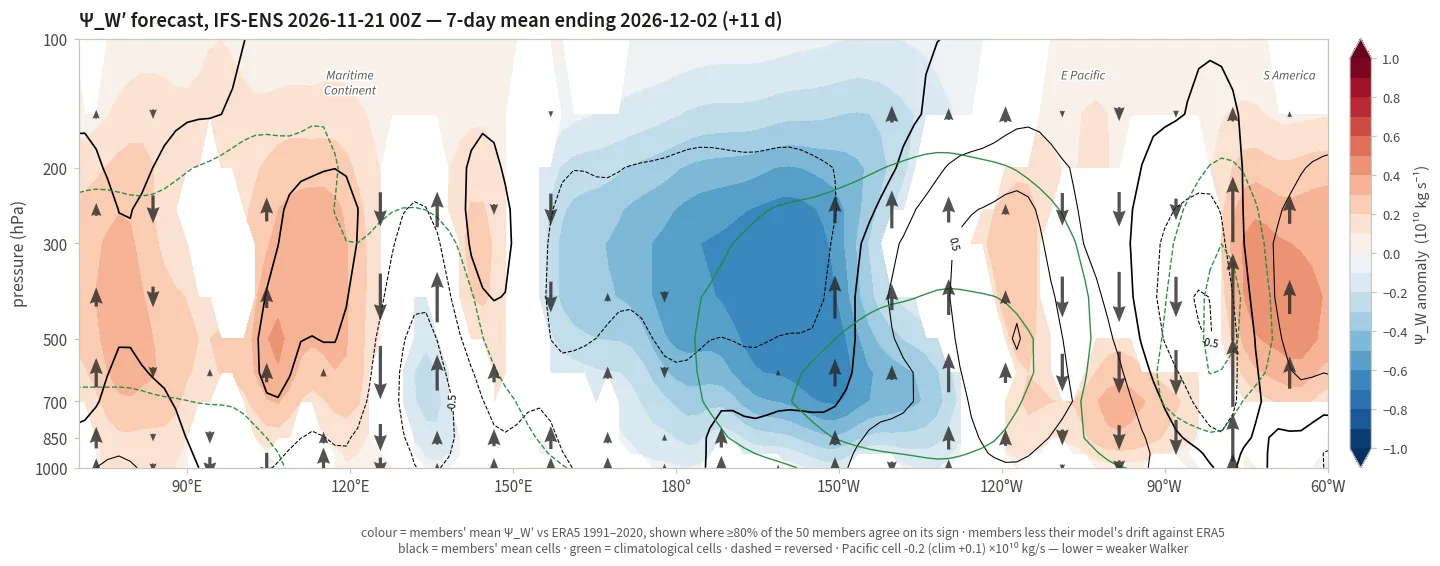 Ψ_W′ forecast, IFS-ENS 2026-11-21 00Z — 7-day mean ending 2026-12-02 (+11 d)
100
200
300
400
500
700
850
1000
pressure (hPa)
Maritime
Continent
E Pacific
S America
0.5
-0.5
-0.5
90°E
120°E
150°E
180°
150°W
120°W
90°W
60°W
1.0
0.8
0.6
0.4
0.2
0.0
−0.2
−0.4
−0.6
−0.8
−1.0
Ψ_W anomaly (10¹⁰ kg s⁻¹)
colour = members' mean Ψ_W′ vs ERA5 1991–2020, shown where ≥80% of the 50 members agree on its sign · members less their model's drift against ERA5
black = members' mean cells · green = climatological cells · dashed = reversed · Pacific cell -0.2 (clim +0.1) ×10¹⁰ kg/s — lower = weaker Walker